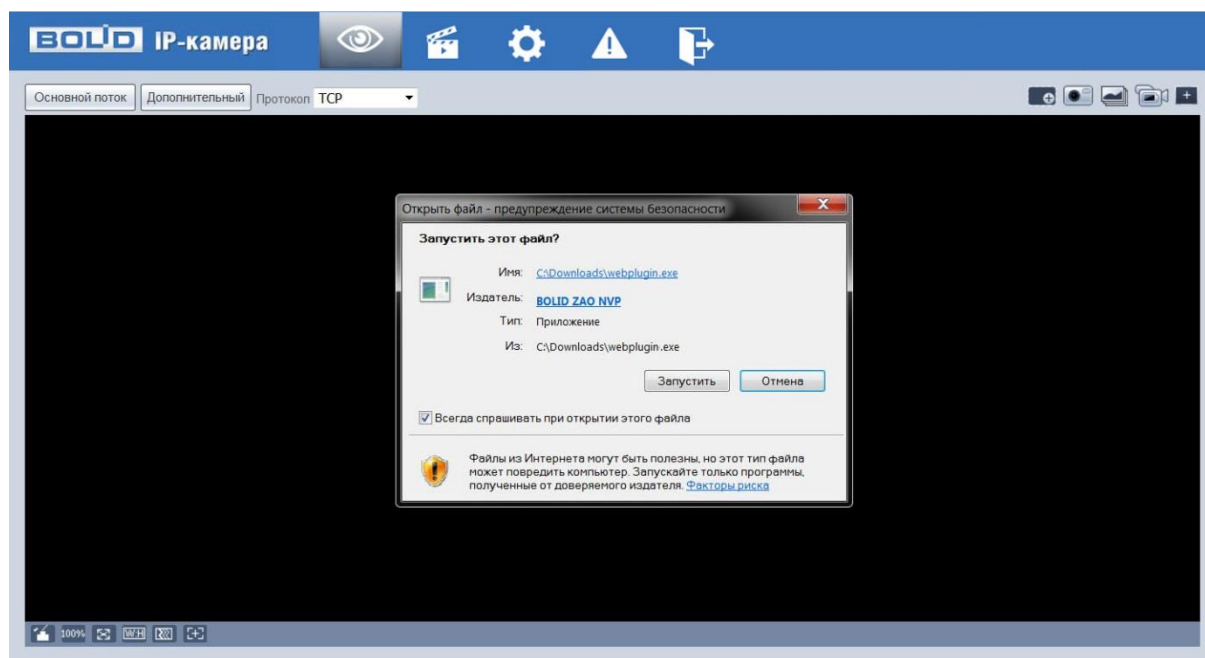 BOLID IP-камера
Основной поток Дополнительный Протокол TCP
Открыть файл - предупреждение системы безопасности
Запустить этот файл?
Имя: C:\Downloads\webplugin.exe
Издатель: BOLID ZAO NVP
Тип: Приложение
Из: C:\Downloads\webplugin.exe
Запустить Отмена
Всегда спрашивать при открытии этого файла
Файлы из Интернета могут быть полезны, но этот тип файла
может повредить компьютер. Запускайте только программы,
полученные от доверяемого издателя. Факторы риска
100% W:H